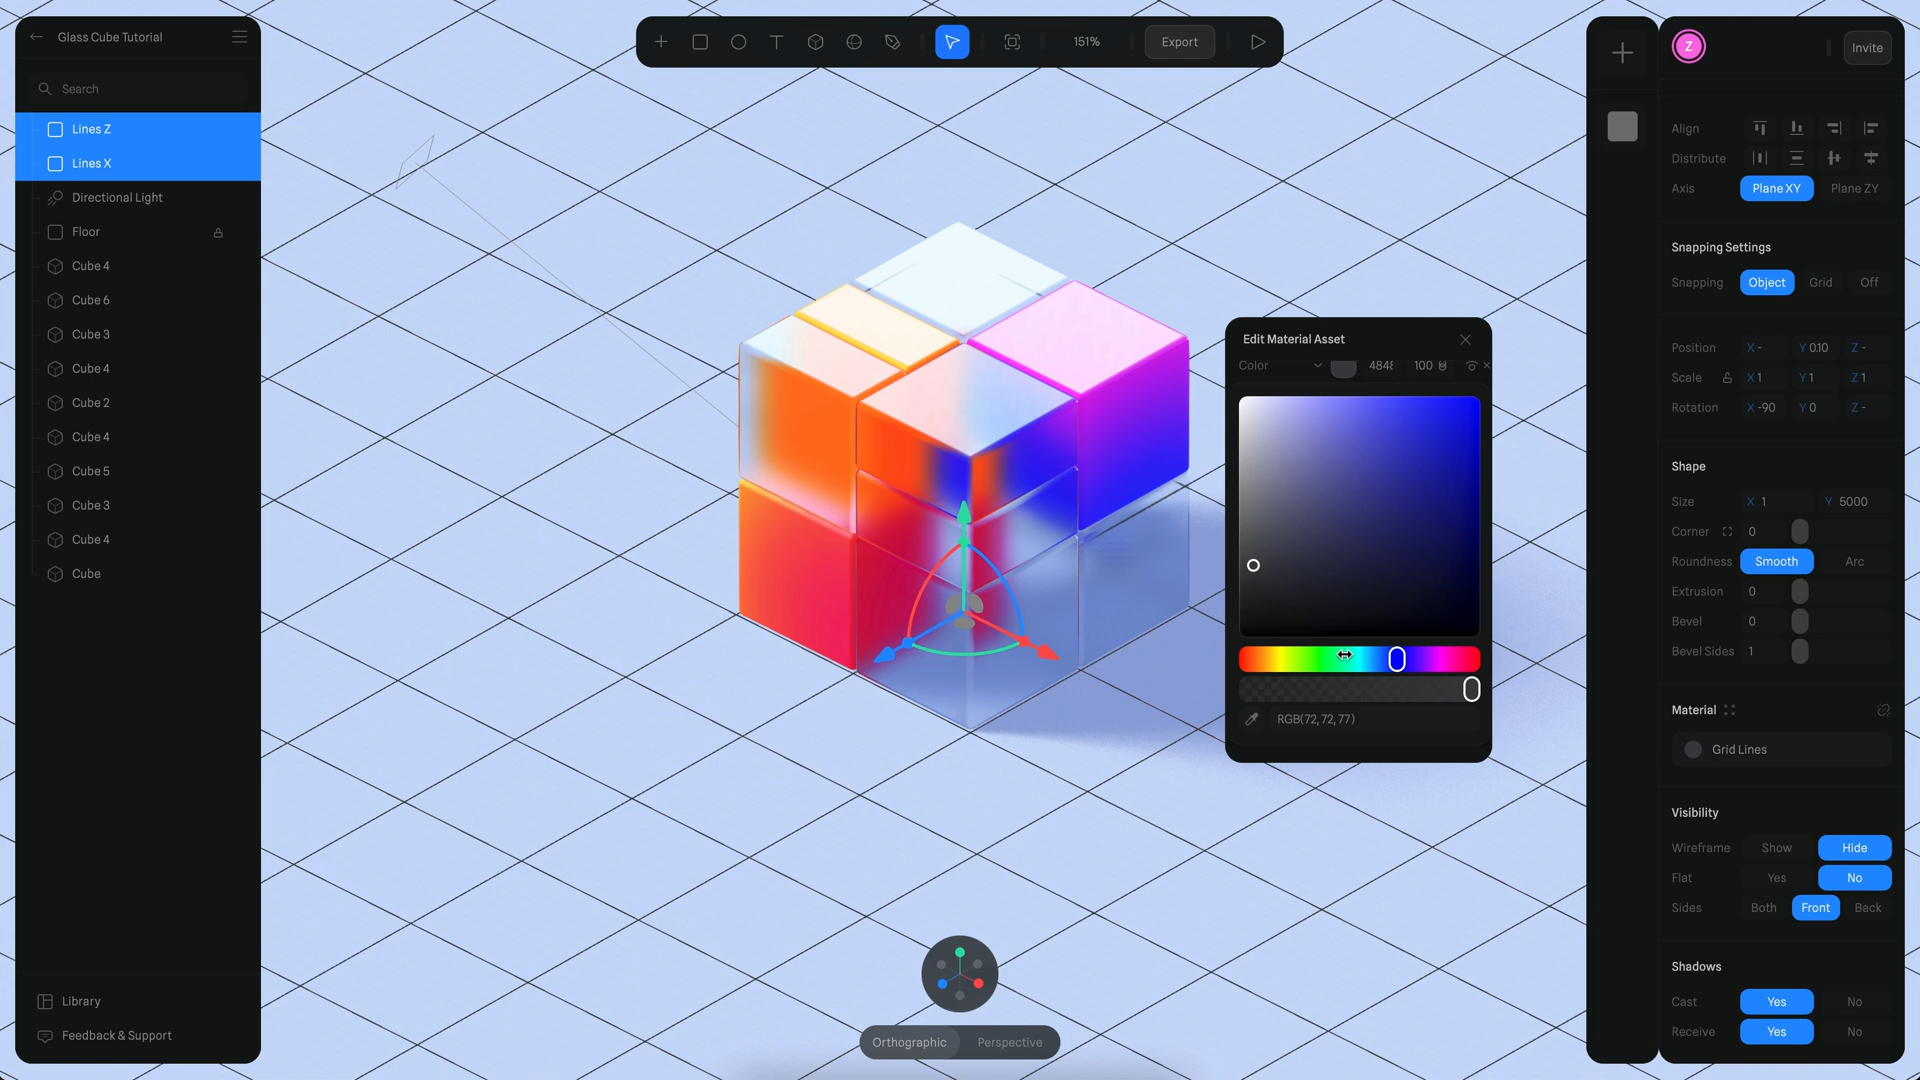 Glass Cube Tutorial
Search
Lines Z
Lines X
Directional Light
Floor
Cube 4
Cube 6
Cube 3
Cube 4
Cube 2
Cube 4
Cube 5
Cube 3
Cube 4
Cube
Library
Feedback & Support
151%
Export
Orthographic
Perspective
Edit Material Asset
Color 484 100
RGB(72, 72, 77)
Z
Invite
Align
Distribute
Axis Plane XY Plane ZY
Snapping Settings
Snapping Object Grid Off
Position X - Y 0.10 Z -
Scale X 1 Y 1 Z 1
Rotation X -90 Y 0 Z -
Shape
Size X 1 Y 5000
Corner 0
Roundness Smooth Arc
Extrusion 0
Bevel 0
Bevel Sides 1
Material
Grid Lines
Visibility
Wireframe Show Hide
Flat Yes No
Sides Both Front Back
Shadows
Cast Yes No
Receive Yes No